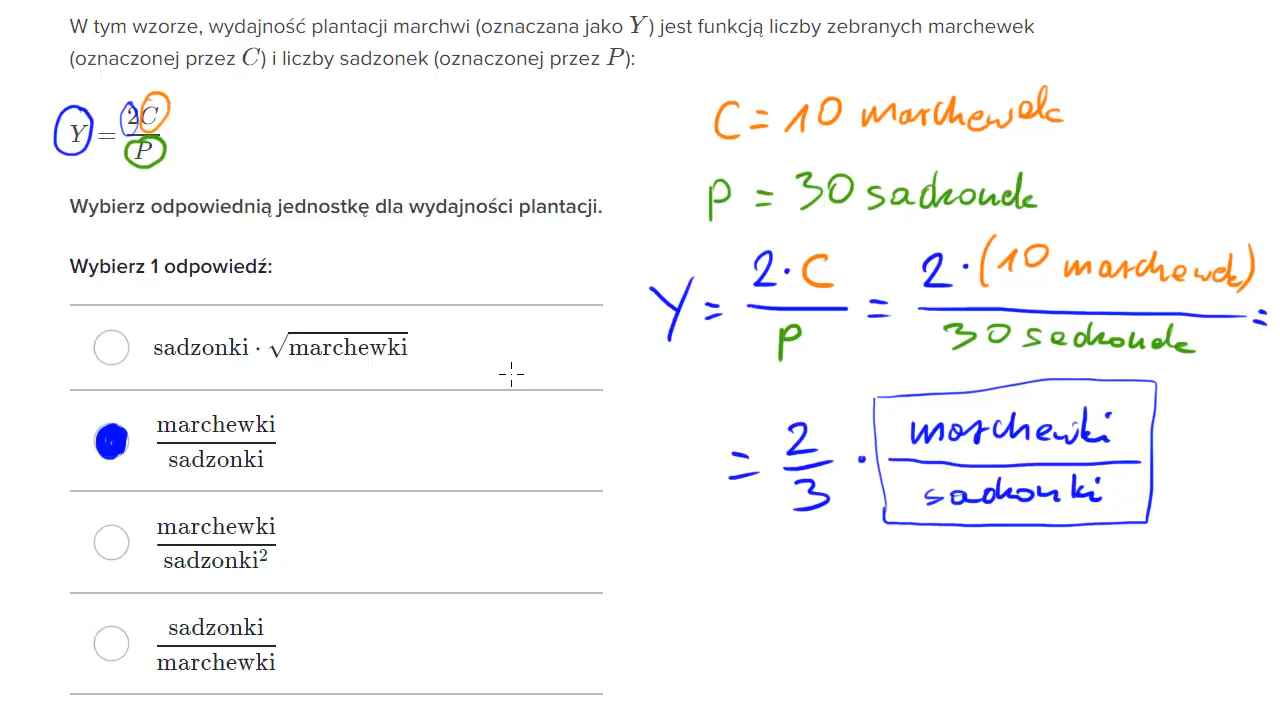 W tym wzorze, wydajność plantacji marchwi (oznaczana jako Y) jest funkcją liczby zebranych marchewek
(oznaczonej przez C) i liczby sadzonek (oznaczonej przez P):
Y = 2C / P
Wybierz odpowiednią jednostkę dla wydajności plantacji.
Wybierz 1 odpowiedź:
sadzonki · √marchewki
marchewki
sadzonki
marchewki
sadzonki²
sadzonki
marchewki
C = 10 marchewek
P = 30 sadzonek
Y = 2·C / P = 2·(10 marchewek) / 30 sadzonek =
= 2/3 · marchewki / sadzonki